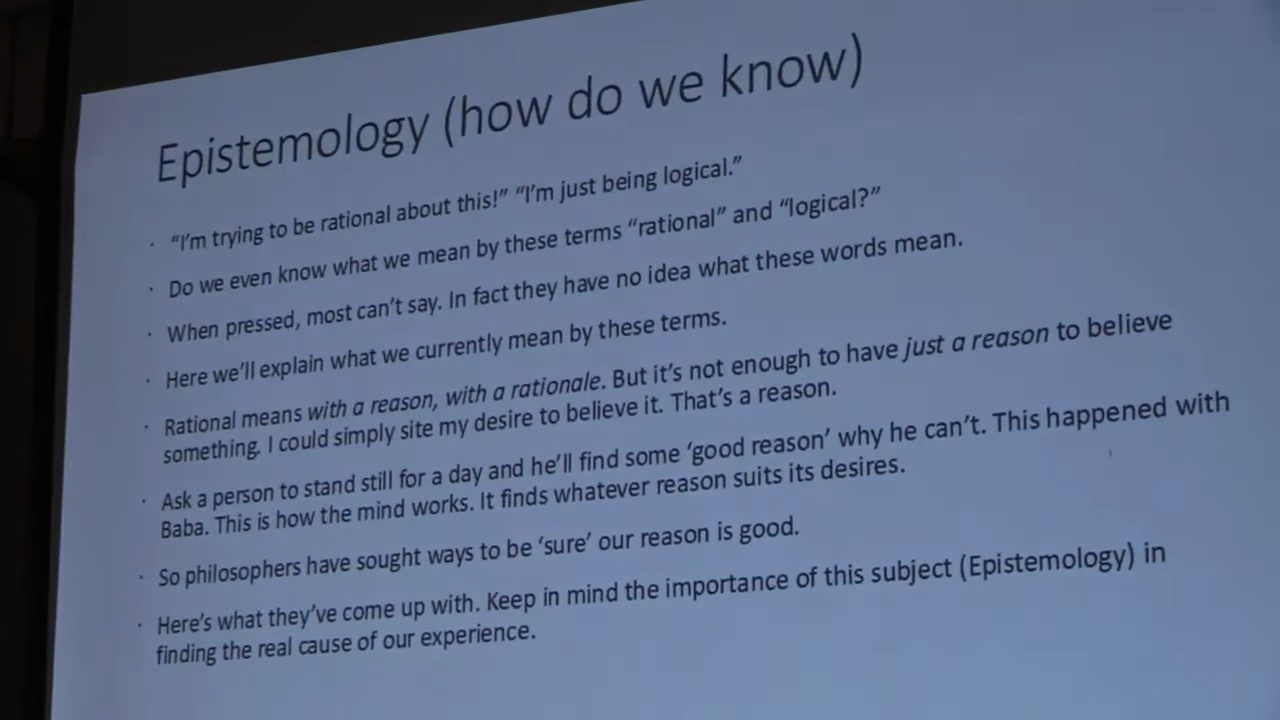 Epistemology (how do we know)
· “I’m trying to be rational about this!” “I’m just being logical.”
· Do we even know what we mean by these terms “rational” and “logical?”
· When pressed, most can’t say. In fact they have no idea what these words mean.
· Here we’ll explain what we currently mean by these terms.
· Rational means with a reason, with a rationale. But it’s not enough to have just a reason to believe
something. I could simply site my desire to believe it. That’s a reason.
· Ask a person to stand still for a day and he’ll find some ‘good reason’ why he can’t. This happened with
Baba. This is how the mind works. It finds whatever reason suits its desires.
· So philosophers have sought ways to be ‘sure’ our reason is good.
· Here’s what they’ve come up with. Keep in mind the importance of this subject (Epistemology) in
finding the real cause of our experience.